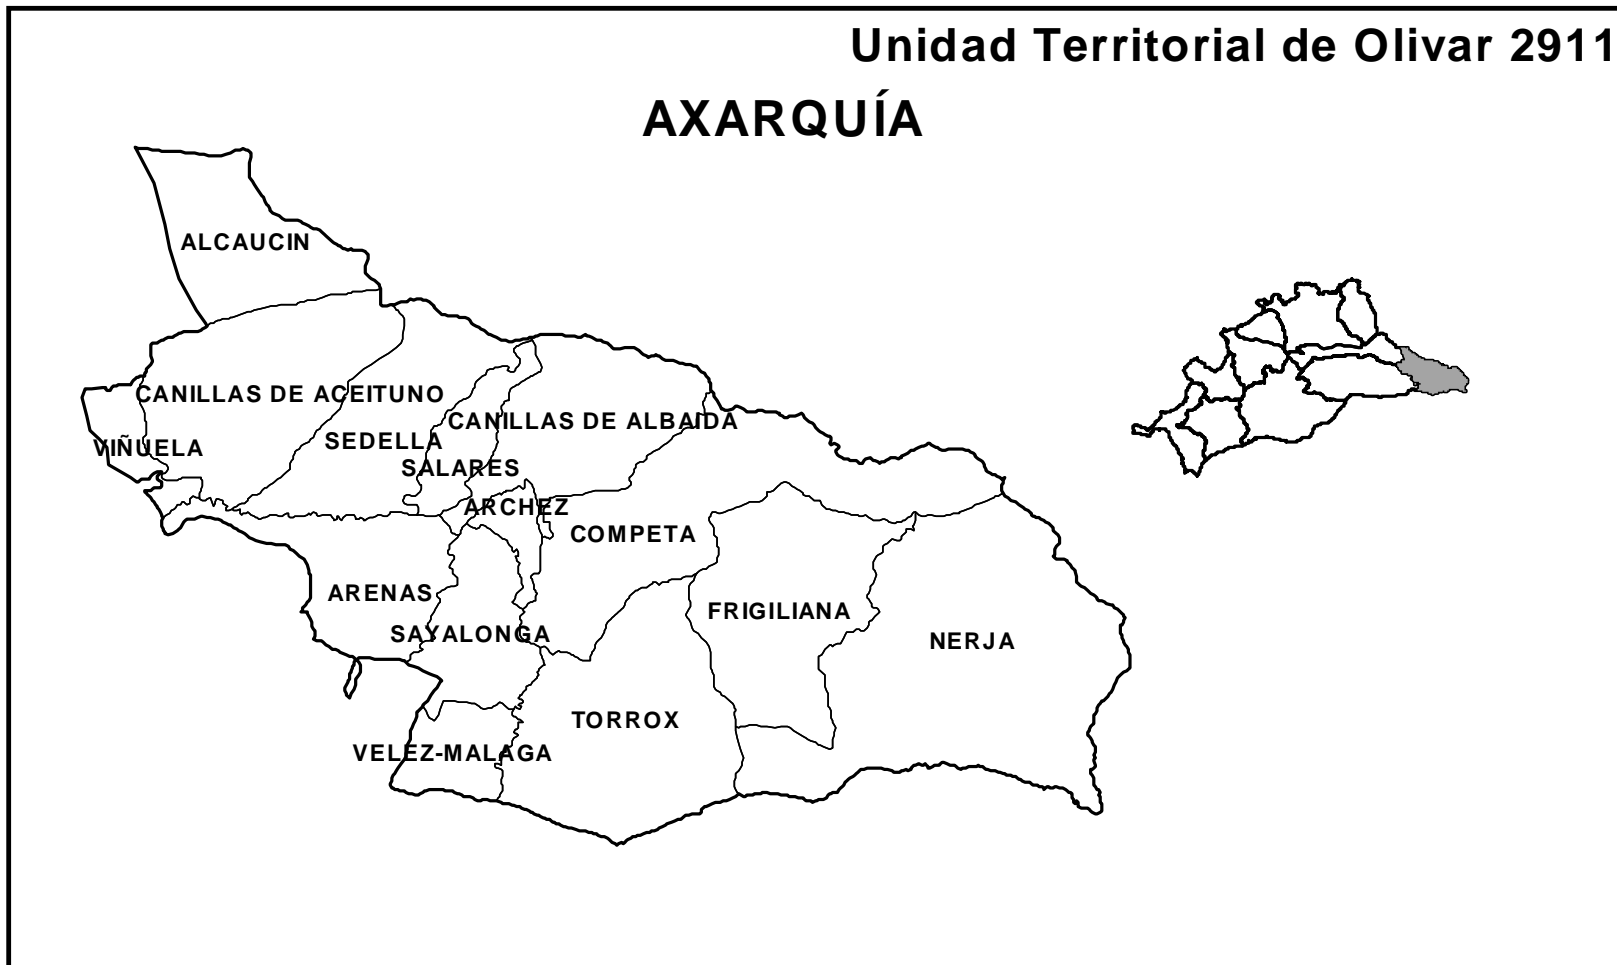 Unidad Territorial de Olivar 2911
AXARQUÍA
ALCAUCIN
CANILLAS DE ACEITUNO
CANILLAS DE ALBAIDA
SEDELLA
VIÑUELA
SALARES
ARCHEZ
COMPETA
ARENAS
FRIGILIANA
SAYALONGA
NERJA
TORROX
VELEZ-MALAGA